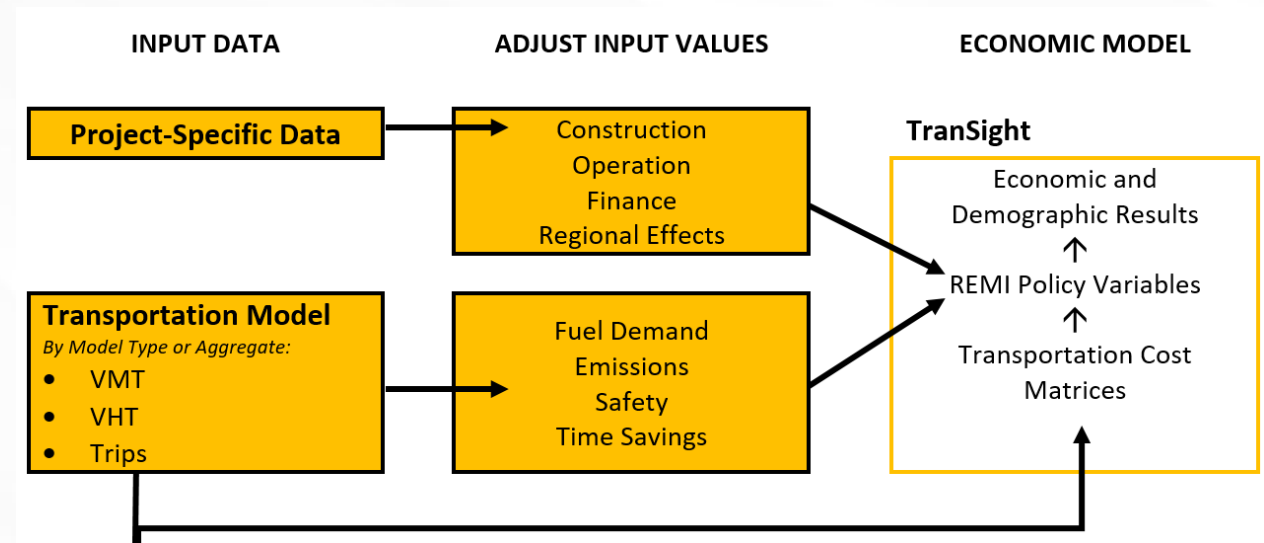 INPUT DATA
ADJUST INPUT VALUES
ECONOMIC MODEL
Project-Specific Data
Construction
Operation
Finance
Regional Effects
TranSight
Economic and
Demographic Results
↑
REMI Policy Variables
↑
Transportation Cost
Matrices
Transportation Model
By Model Type or Aggregate:
• VMT
• VHT
• Trips
Fuel Demand
Emissions
Safety
Time Savings